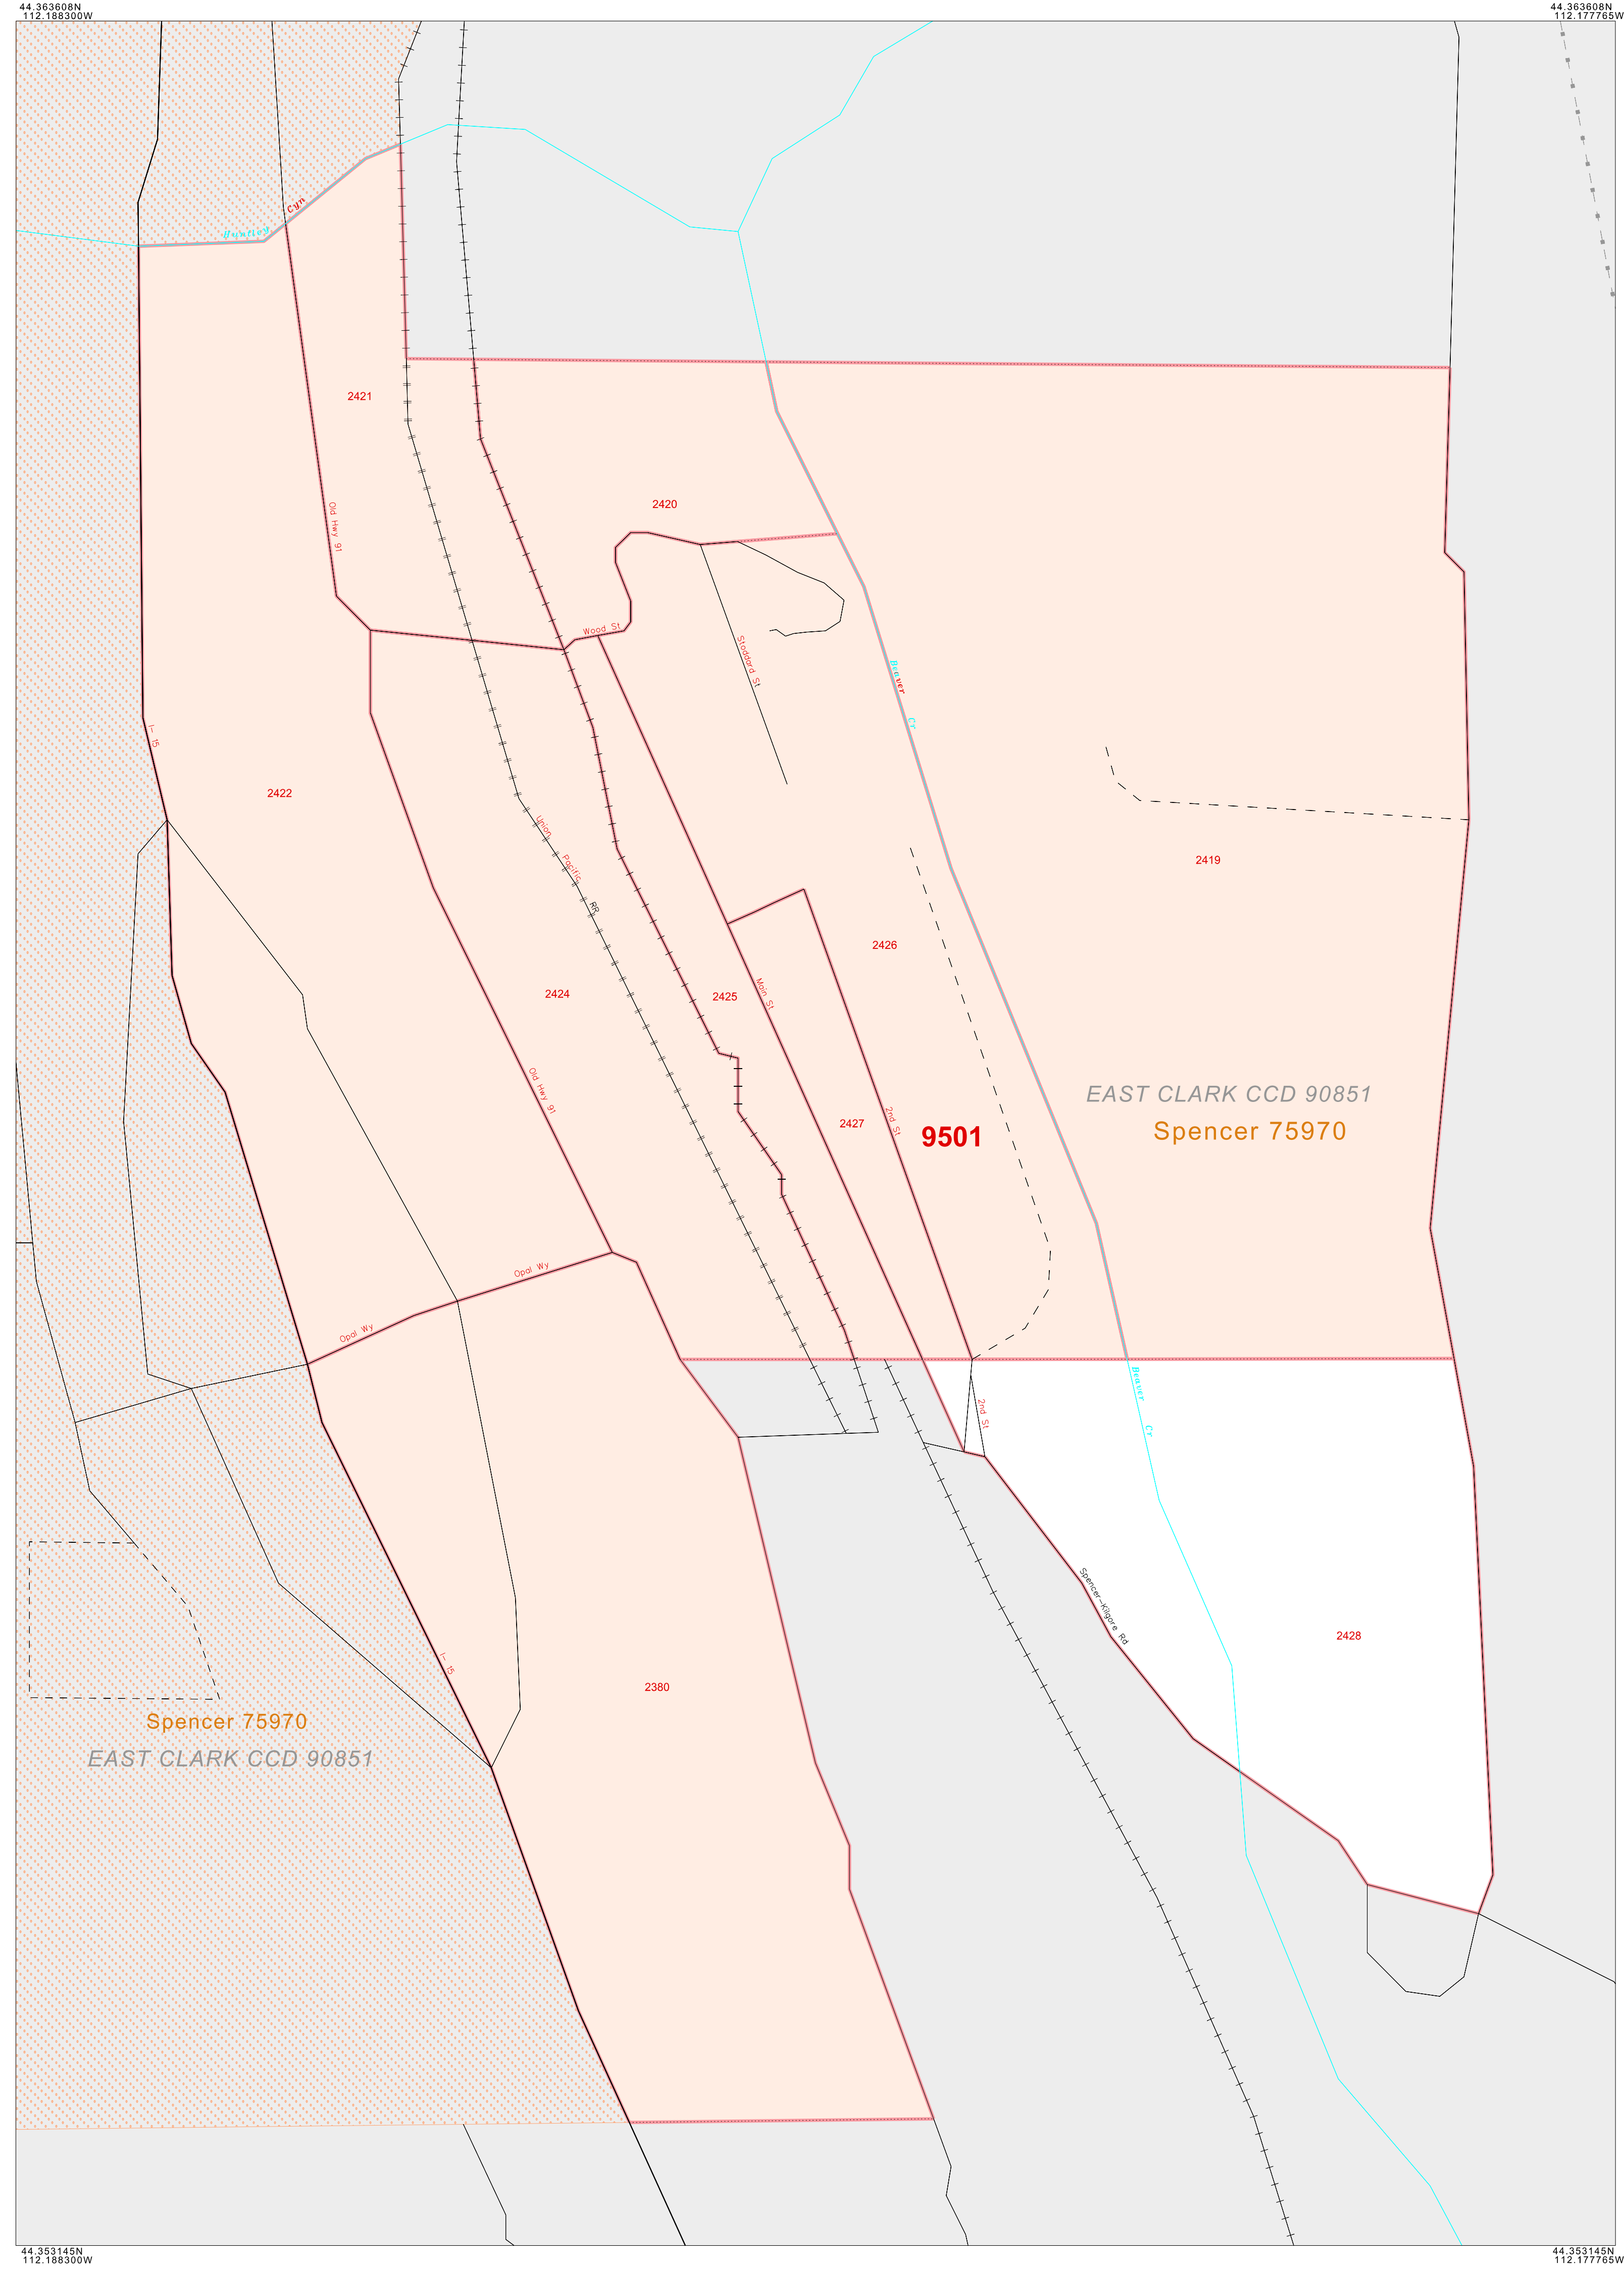 44.363608N
112.188300W
44.363608N
112.177765W
Huntley
Cyn
2421
Old Hwy 91
2420
Wood St
Stoddard St
Beaver
Cr
I- 15
2422
Union
Pacific
RR
2419
2426
2424
2425
Main St
Old Hwy 91
2427
2nd St
9501
EAST CLARK CCD 90851
Spencer 75970
Opal Wy
Opal Wy
Beaver
Cr
2nd St
Spencer-Kilgore Rd
2428
I- 15
2380
Spencer 75970
EAST CLARK CCD 90851
44.353145N
112.188300W
44.353145N
112.177765W